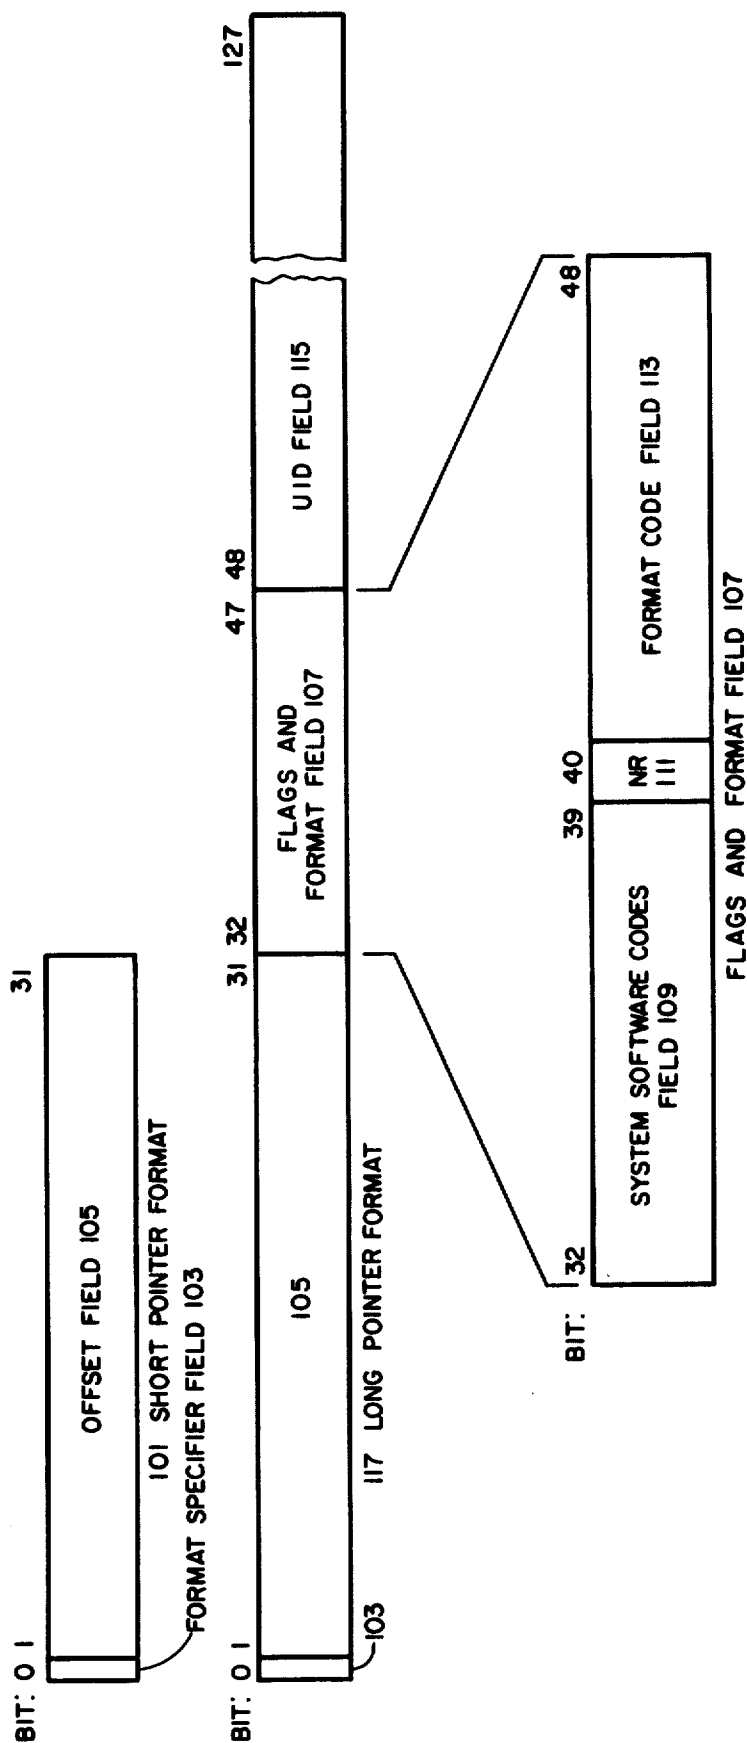 BIT: 0 1 31
OFFSET FIELD 105
101 SHORT POINTER FORMAT
FORMAT SPECIFIER FIELD 103
BIT: 0 1 31 32 47 48 127
105
FLAGS AND
FORMAT FIELD 107
UID FIELD 115
103
117 LONG POINTER FORMAT
BIT: 32 39 40 48
SYSTEM SOFTWARE CODES
FIELD 109
NR
111
FORMAT CODE FIELD 113
FLAGS AND FORMAT FIELD 107